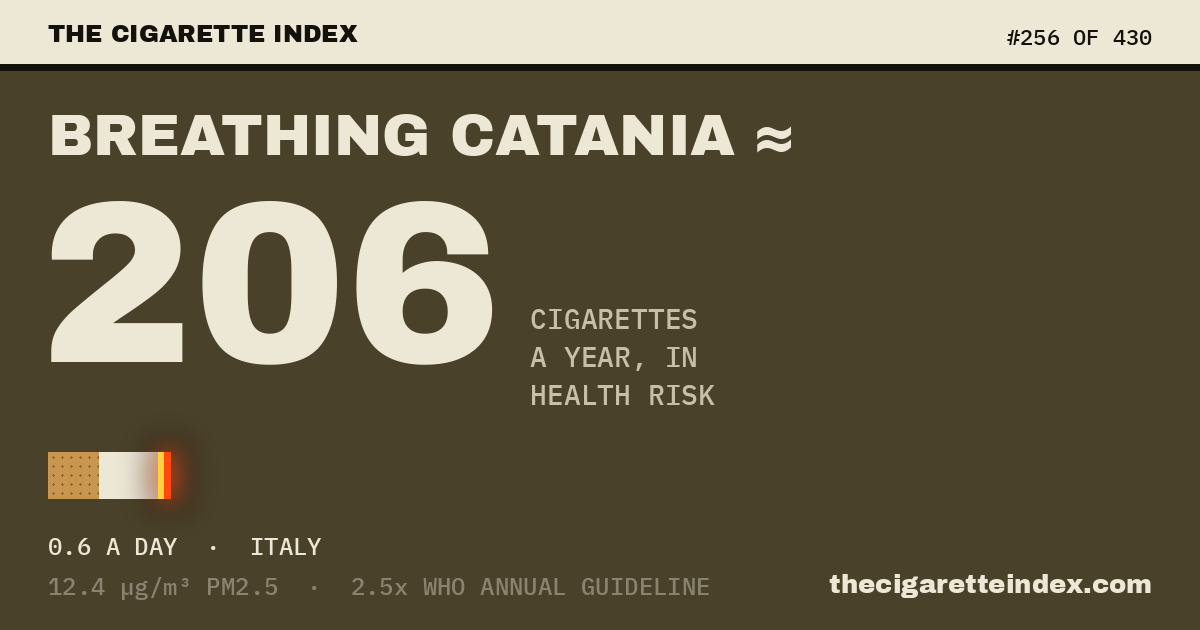 THE CIGARETTE INDEX
#256 OF 430
BREATHING CATANIA ≈
206
CIGARETTES
A YEAR, IN
HEALTH RISK
0.6 A DAY · ITALY
12.4 µg/m³ PM2.5 · 2.5x WHO ANNUAL GUIDELINE
thecigaretteindex.com